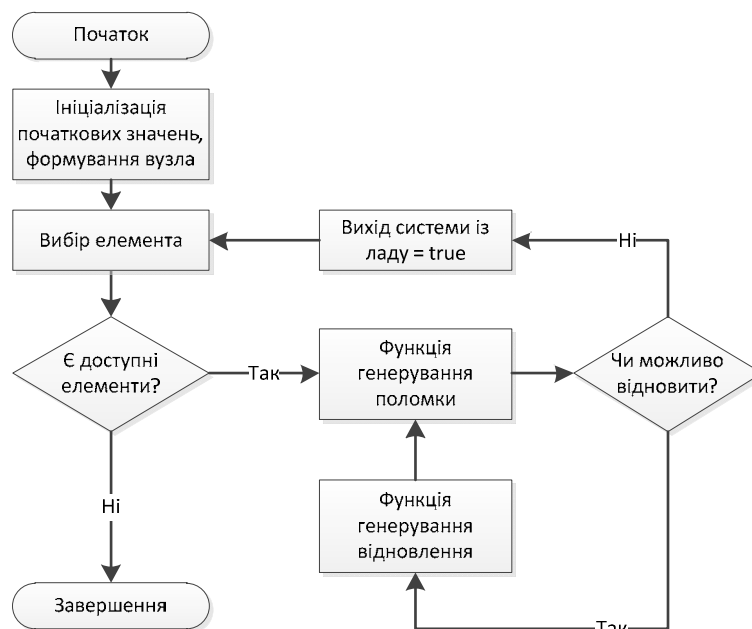 Початок
Ініціалізація
початкових значень,
формування вузла
Вибір елемента
Вихід системи із
ладу = true
Ні
Є доступні
елементи?
Так
Функція
генерування
поломки
Чи можливо
відновити?
Ні
Функція
генерування
відновлення
Завершення
Так